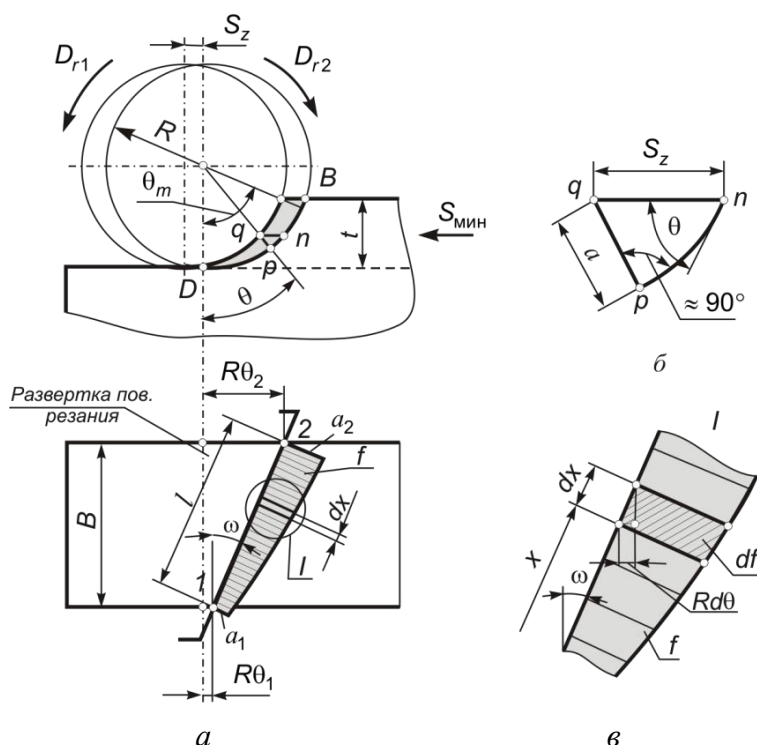 S_z
D_r1
D_r2
R
B
θ_m
q
n
t
S_мин
D
p
θ
S_z
q
n
θ
a
p
≈ 90°
б
Rθ_2
Развертка пов.
резания
2
a_2
f
l
B
dx
ω
I
1
a_1
Rθ_1
а
I
dx
x
df
ω
Rdθ
f
в